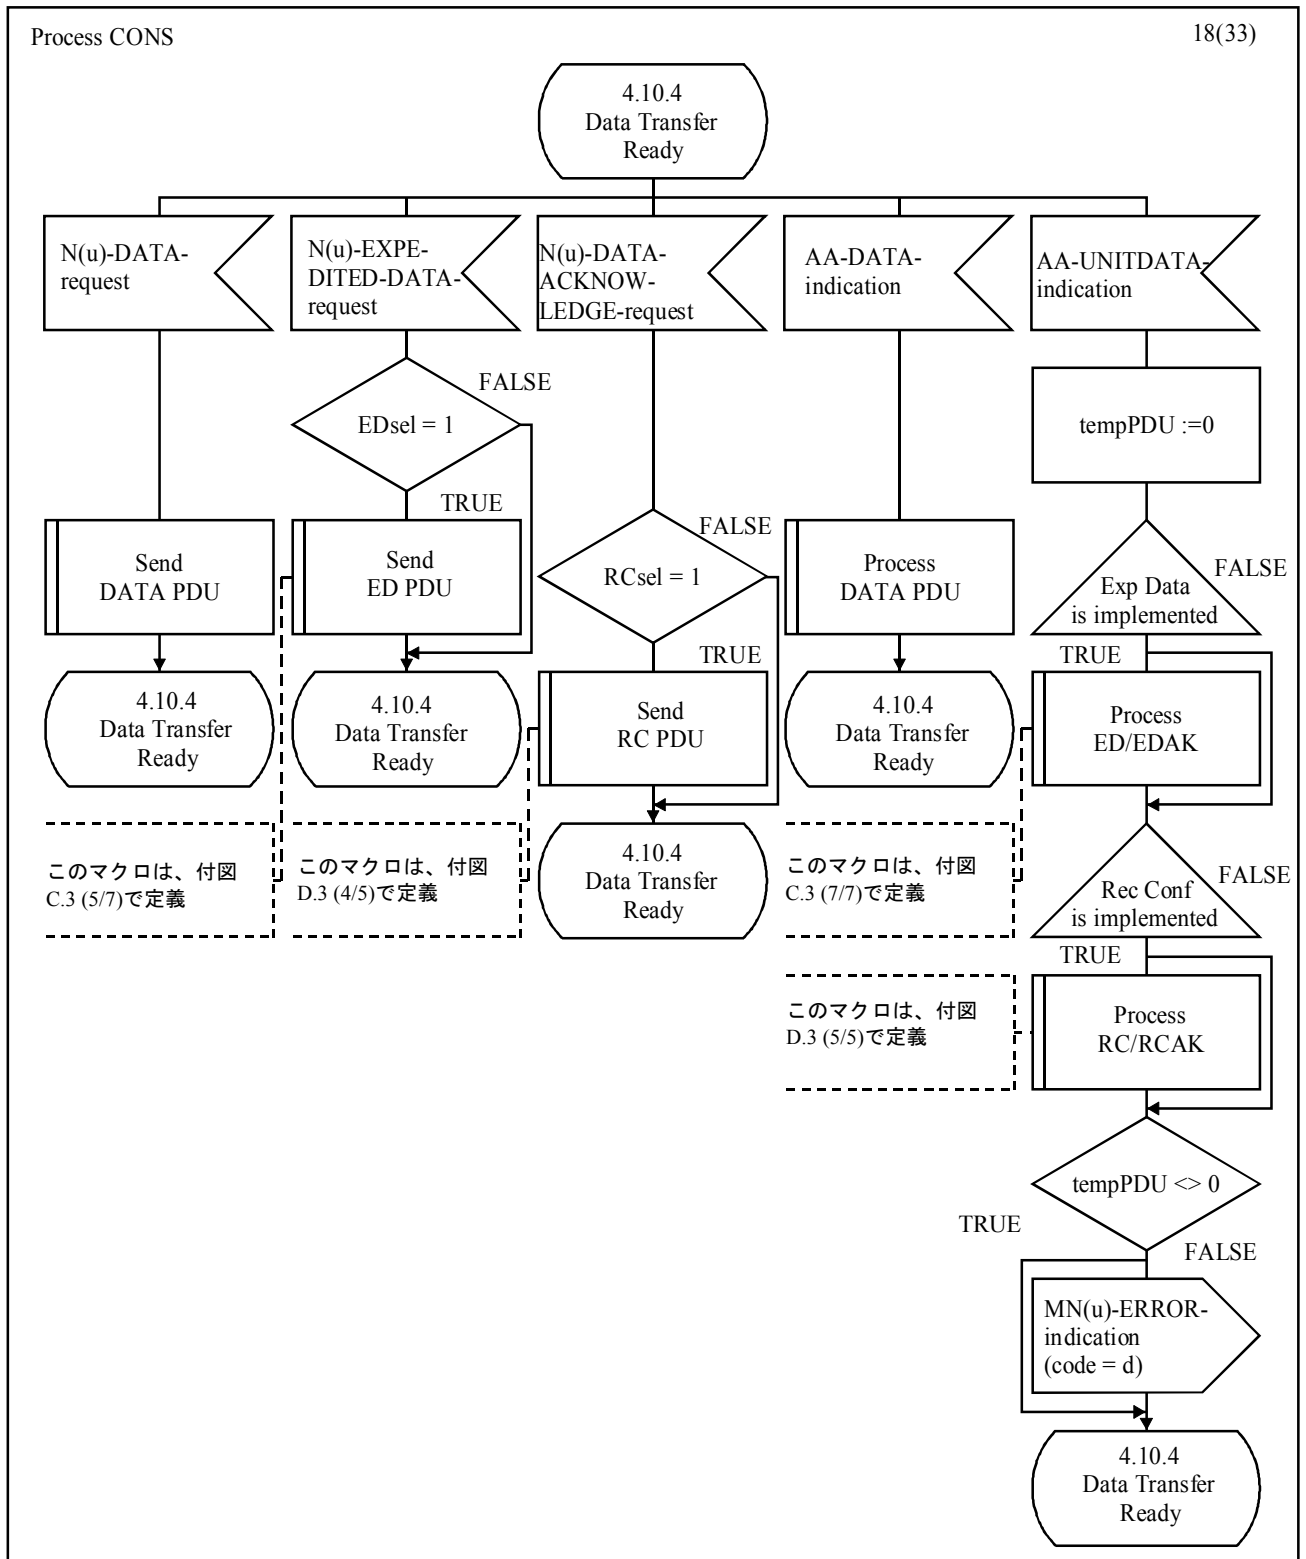 Process CONS
18(33)
4.10.4
Data Transfer
Ready
N(u)-DATA-
request
N(u)-EXPE-
DITED-DATA-
request
N(u)-DATA-
ACKNOW-
LEDGE-request
AA-DATA-
indication
AA-UNITDATA-
indication
EDsel = 1
FALSE
TRUE
tempPDU :=0
Send
DATA PDU
Send
ED PDU
RCsel = 1
FALSE
TRUE
Process
DATA PDU
Exp Data
is implemented
FALSE
TRUE
4.10.4
Data Transfer
Ready
4.10.4
Data Transfer
Ready
Send
RC PDU
4.10.4
Data Transfer
Ready
Process
ED/EDAK
このマクロは、付図
C.3 (5/7)で定義
このマクロは、付図
D.3 (4/5)で定義
4.10.4
Data Transfer
Ready
このマクロは、付図
C.3 (7/7)で定義
Rec Conf
is implemented
FALSE
TRUE
このマクロは、付図
D.3 (5/5)で定義
Process
RC/RCAK
tempPDU <> 0
TRUE
FALSE
MN(u)-ERROR-
indication
(code = d)
4.10.4
Data Transfer
Ready